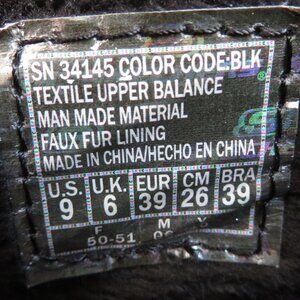 SN 34145 COLOR CODE:BLK
TEXTILE UPPER BALANCE
MAN MADE MATERIAL
FAUX FUR LINING
MADE IN CHINA/HECHO EN CHINA
U.S. U.K. EUR CM BRA
9 6 39 26 39
F M
50-51